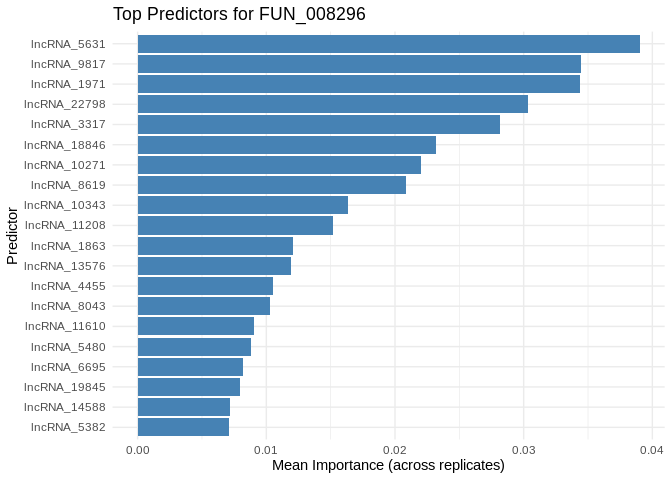 Top Predictors for FUN_008296
Predictor
lncRNA_5631
lncRNA_9817
lncRNA_1971
lncRNA_22798
lncRNA_3317
lncRNA_18846
lncRNA_10271
lncRNA_8619
lncRNA_10343
lncRNA_11208
lncRNA_1863
lncRNA_13576
lncRNA_4455
lncRNA_8043
lncRNA_11610
lncRNA_5480
lncRNA_6695
lncRNA_19845
lncRNA_14588
lncRNA_5382
0.00 0.01 0.02 0.03 0.04
Mean Importance (across replicates)